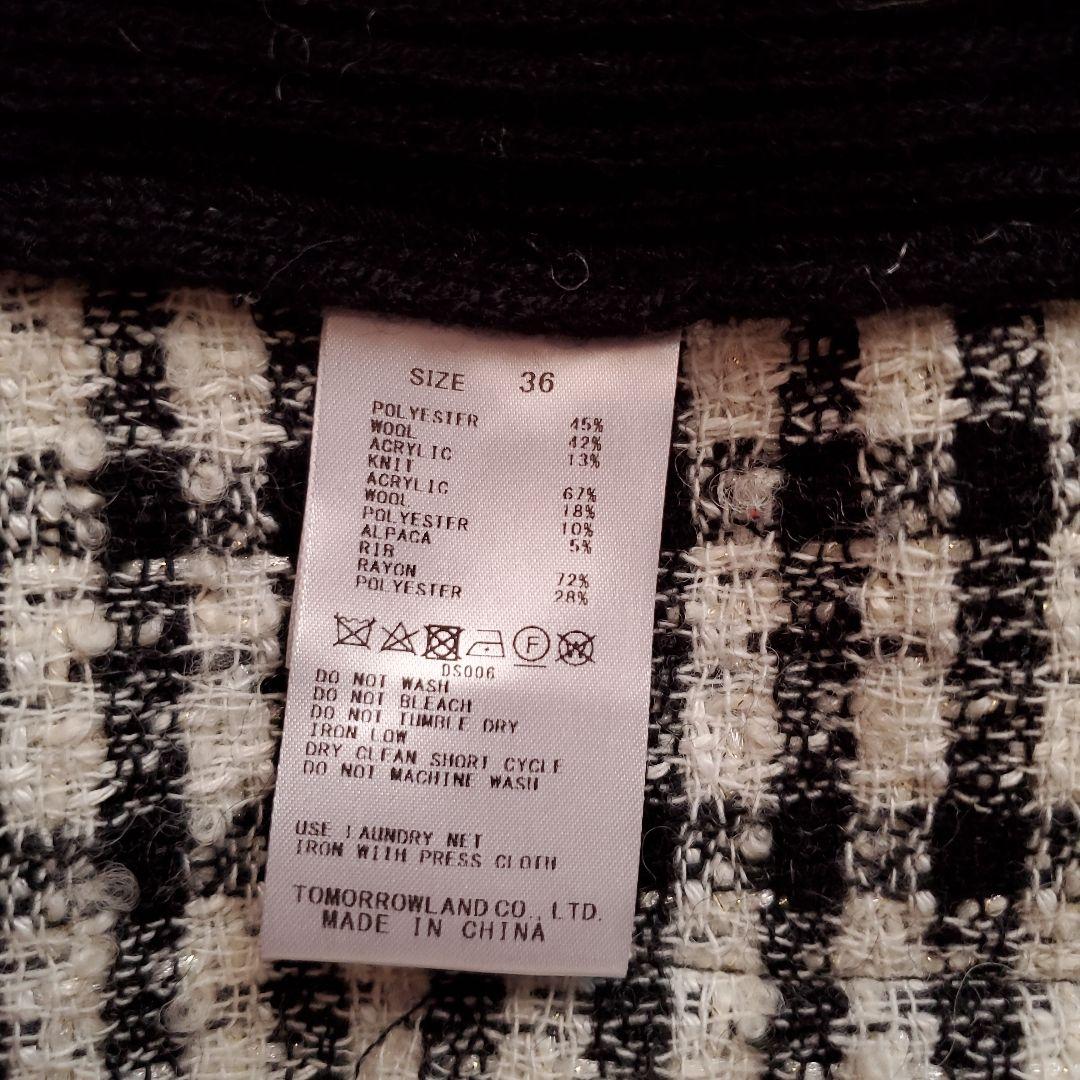 SIZE 36
POLYESTER 45%
WOOL 42%
ACRYLIC 13%
KNIT
ACRYLIC 67%
WOOL 18%
POLYESTER 10%
ALPACA 5%
RIB
RAYON 72%
POLYESTER 28%
F W
DS006
DO NOT WASH
DO NOT BLEACH
DO NOT TUMBLE DRY
IRON LOW
DRY CLEAN SHORT CYCLE
DO NOT MACHINE WASH
USE LAUNDRY NET
IRON WITH PRESS CLOTH
TOMORROWLAND CO., LTD.
MADE IN CHINA